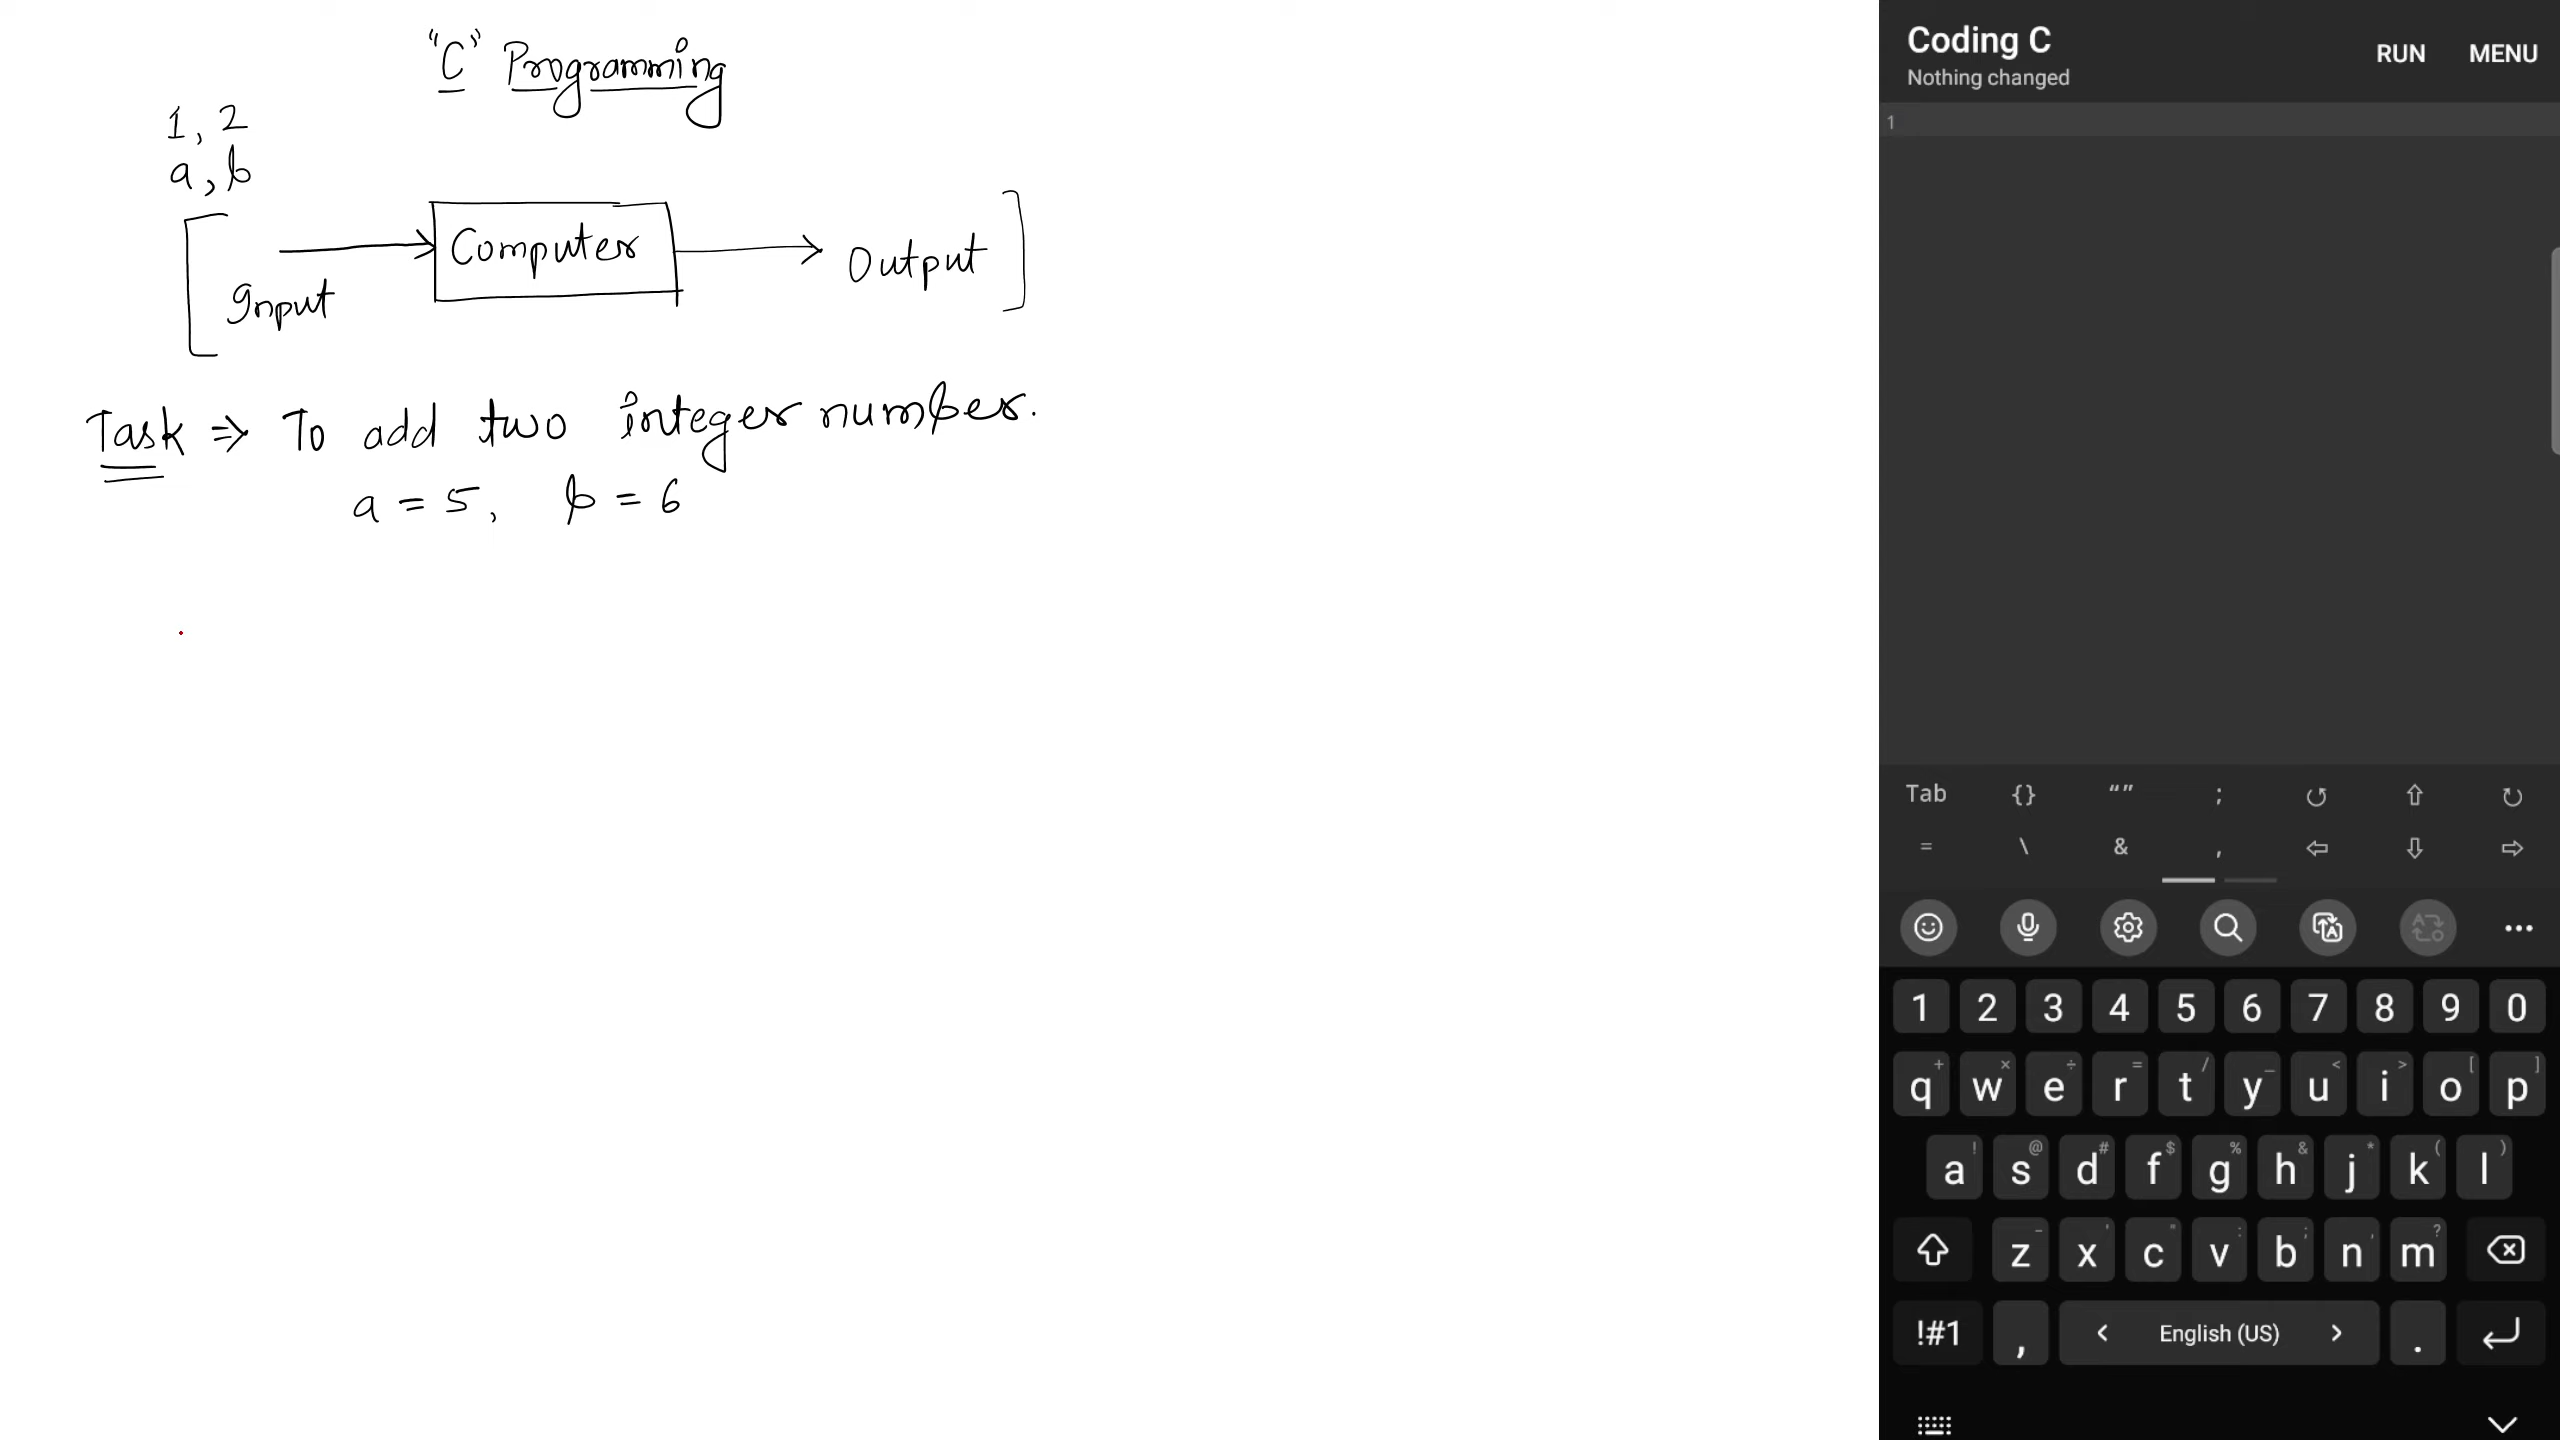 "C" Programming
1, 2
a, b
Input
Computer
Output
Task ⇒ To add two integer number.
a = 5, b = 6
Coding C
Nothing changed
RUN MENU
1
Tab {} "" ; ↺ ⇧ ↻
= \ & , ⇦ ⇩ ⇨
1 2 3 4 5 6 7 8 9 0
+ × ÷ = / _ < > [ ]
q w e r t y u i o p
! @ # $ % & * ( )
a s d f g h j k l
- ' " : ; , ?
z x c v b n m
!#1 , < English (US) > .